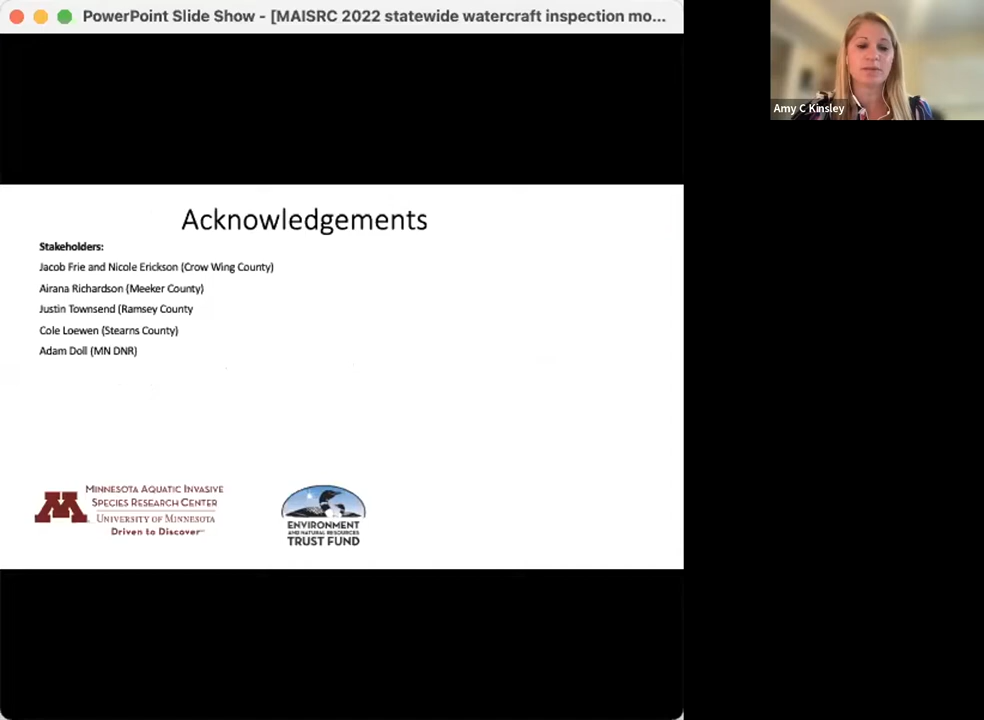 PowerPoint Slide Show - [MAISRC 2022 statewide watercraft inspection mo...
Amy C Kinsley
Acknowledgements
Stakeholders:
Jacob Frie and Nicole Erickson (Crow Wing County)
Airana Richardson (Meeker County)
Justin Townsend (Ramsey County
Cole Loewen (Stearns County)
Adam Doll (MN DNR)
MINNESOTA AQUATIC INVASIVE
SPECIES RESEARCH CENTER
UNIVERSITY OF MINNESOTA
Driven to Discover
ENVIRONMENT
AND NATURAL RESOURCES
TRUST FUND